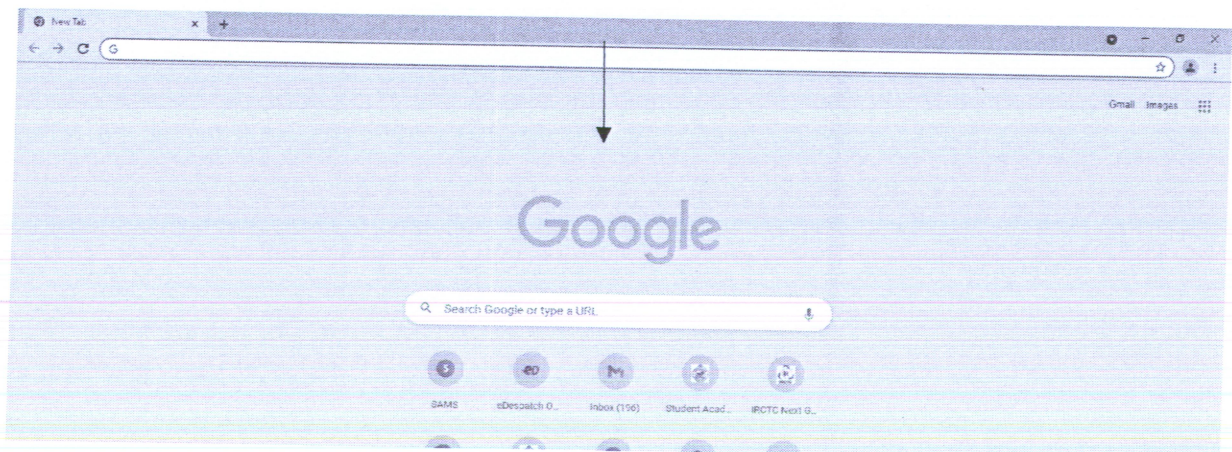 New Tab
G
Gmail Images
Google
Search Google or type a URL
SAMS eDespatch O... Inbox (196) Student Acad... IRCTC Next G...